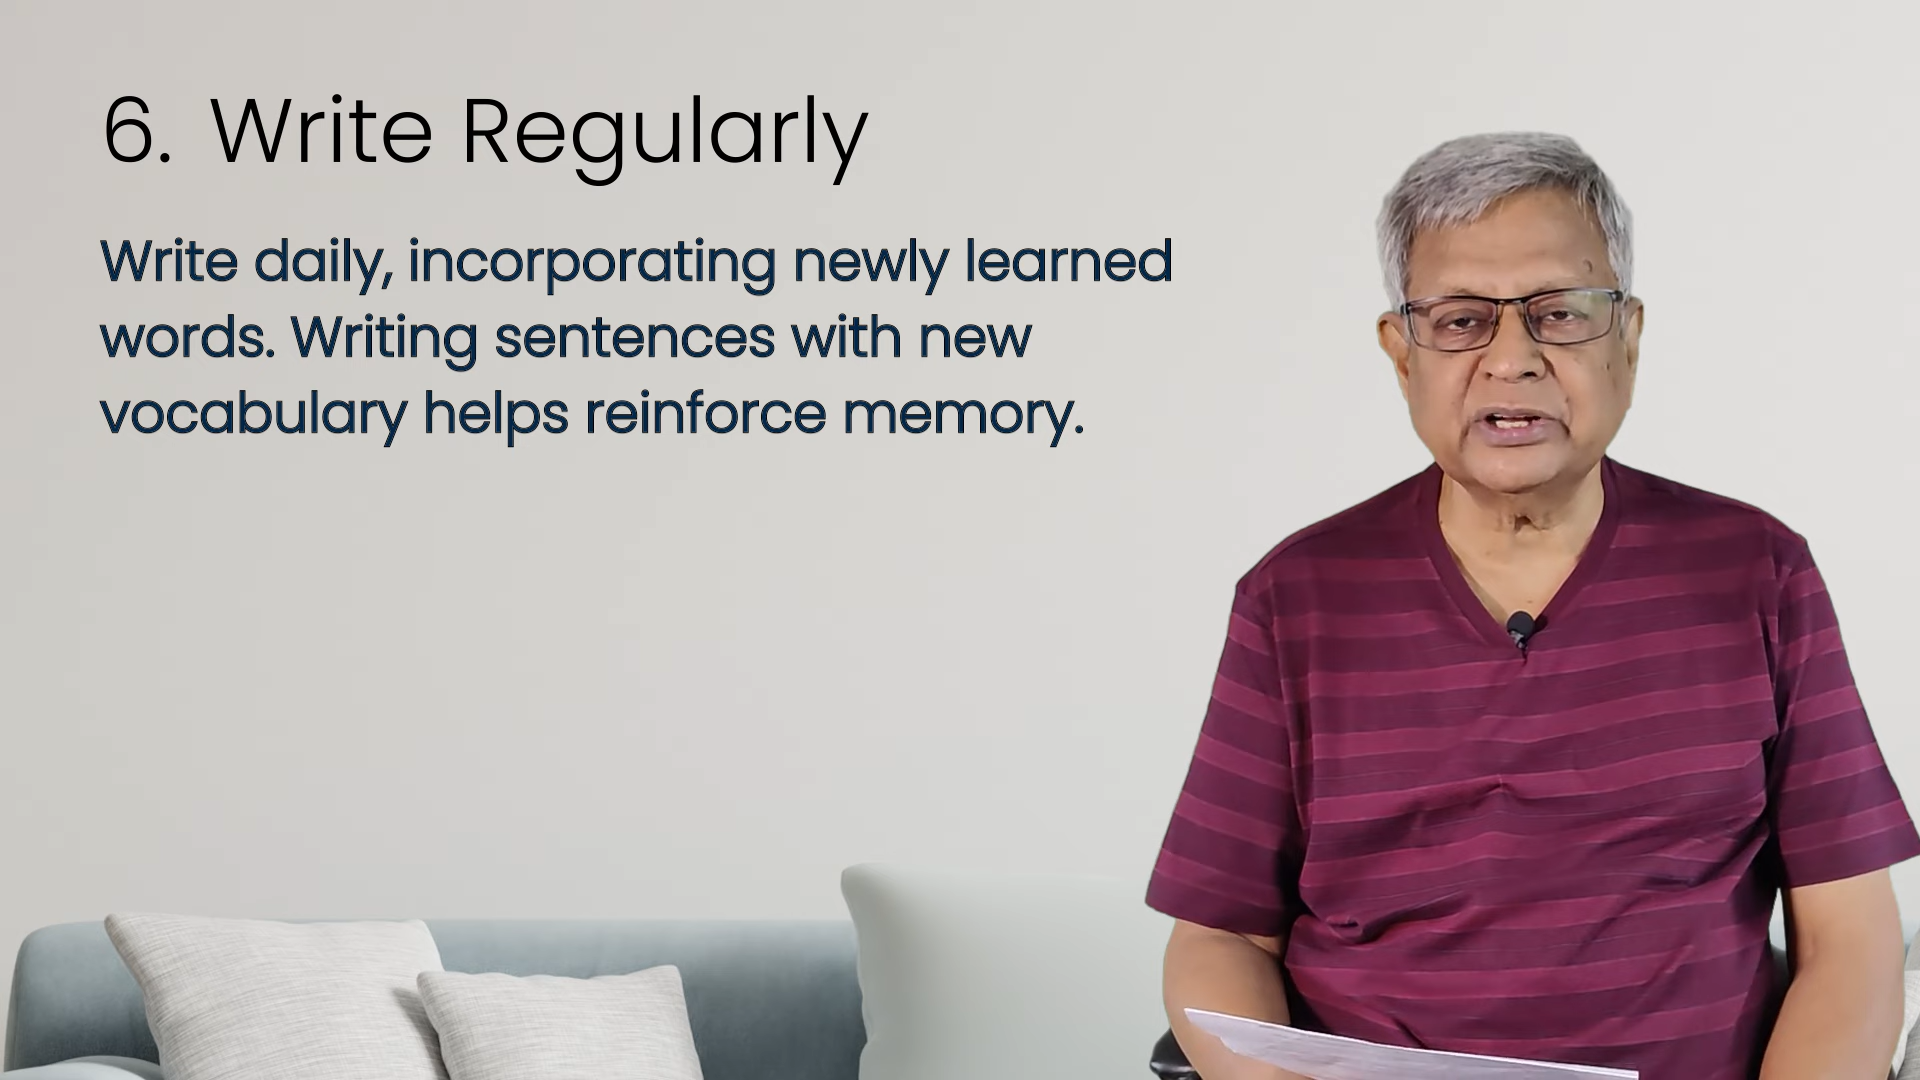 6. Write Regularly
Write daily, incorporating newly learned
words. Writing sentences with new
vocabulary helps reinforce memory.